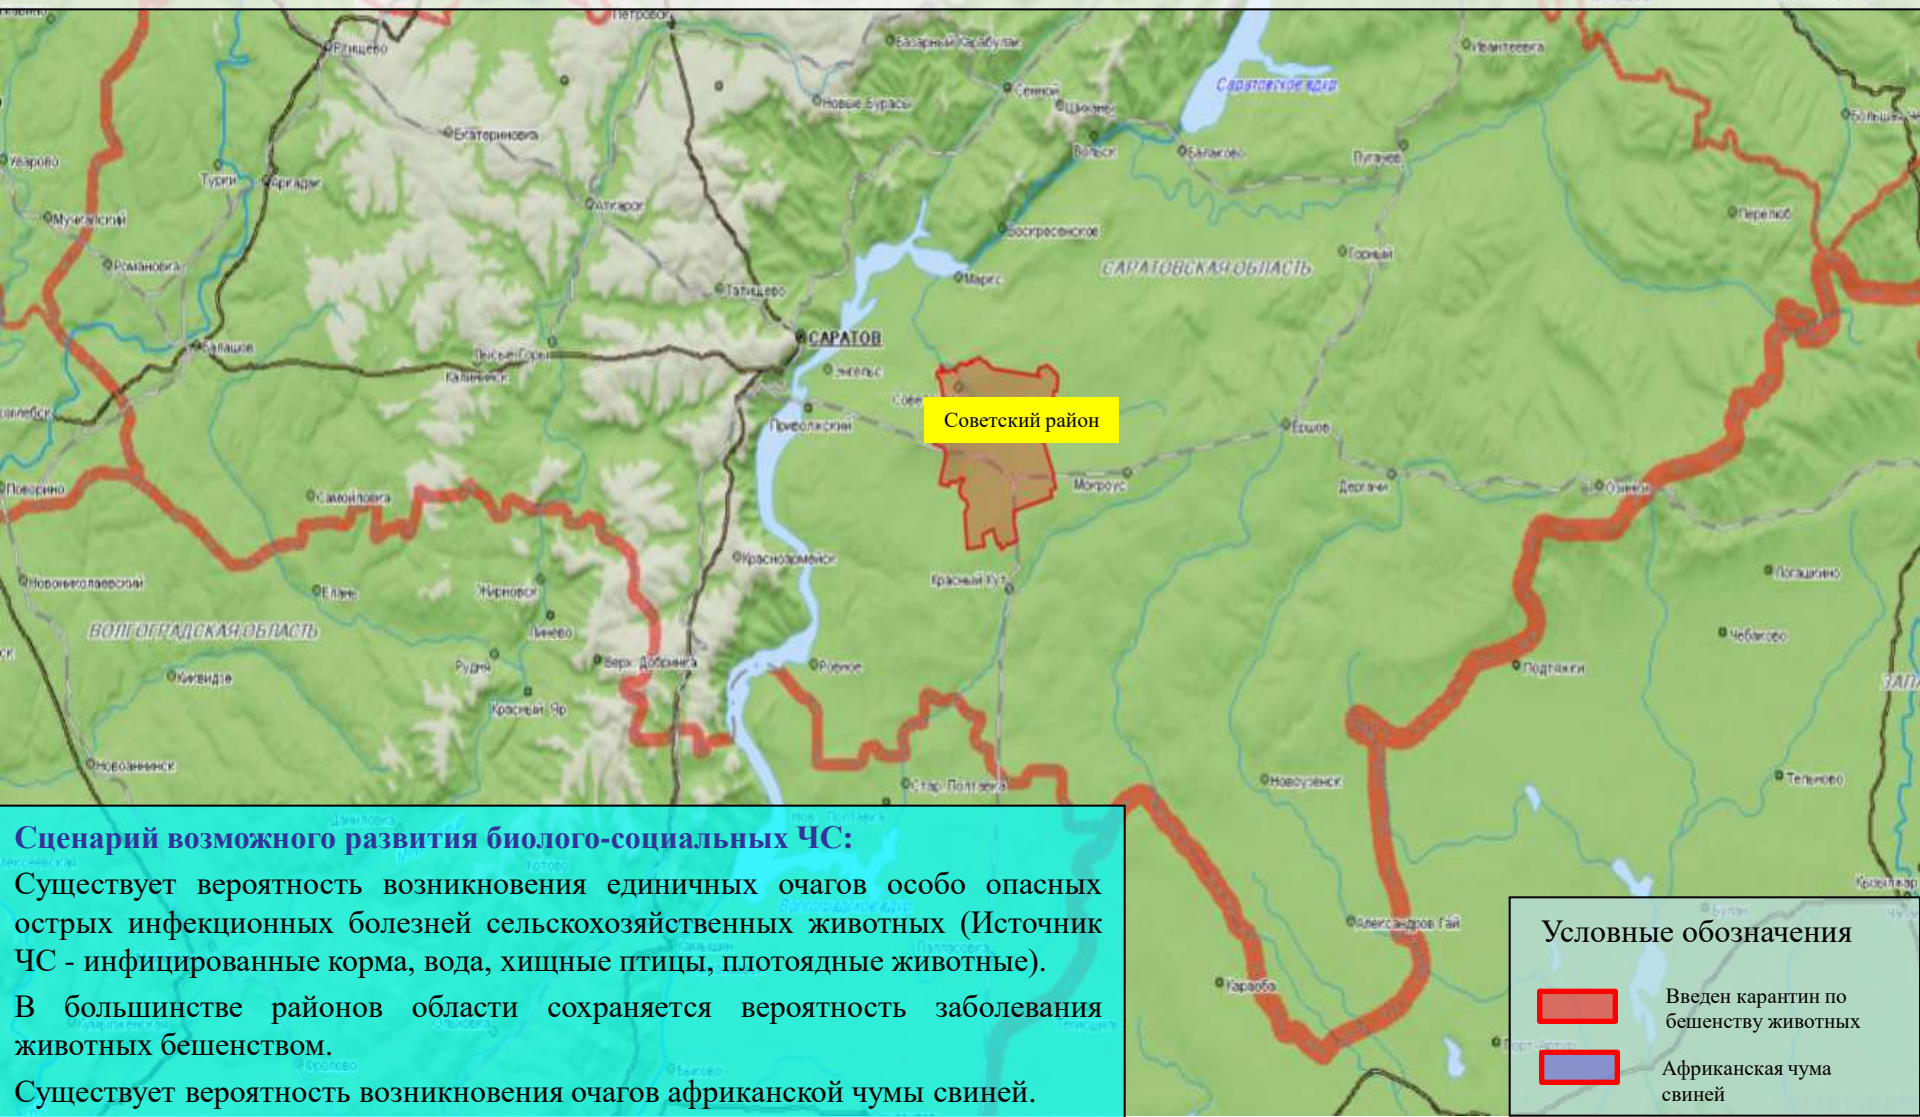 Петровск
Ртищево
Базарный Карабулак
Ивантеевка
Сенной
Шиханы
Саратовское вдхр
Новые Бурасы
Екатериновка
Вольск
Балаково
Пугачев
Уварово
Турки
Аркадак
Аткарск
Мучкапский
Перелюб
Воскресенское
Романовка
САРАТОВСКАЯ ОБЛАСТЬ
Горный
Татищево
Маркс
САРАТОВ
Балашов
Лысые Горы
Калининск
Энгельс
Советский район
Приволжский
Ершов
Поворино
Самойловка
Мокроус
Дергачи
Озинки
Красноармейск
Новониколаевский
Елань
Жирновск
Красный Кут
Логашкино
ВОЛГОГРАДСКАЯ ОБЛАСТЬ
Линево
Чебаково
Рудня
Верх. Добринка
Ровное
Подтяжки
Киквидзе
Красный Яр
Новоаннинск
Стар. Полтавка
Новоузенск
Тельново
Сценарий возможного развития биолого-социальных ЧС:
Существует вероятность возникновения единичных очагов особо опасных
острых инфекционных болезней сельскохозяйственных животных (Источник
ЧС - инфицированные корма, вода, хищные птицы, плотоядные животные).
В большинстве районов области сохраняется вероятность заболевания
животных бешенством.
Существует вероятность возникновения очагов африканской чумы свиней.
Александров Гай
Караоба
Условные обозначения
Введен карантин по
бешенству животных
Африканская чума
свиней